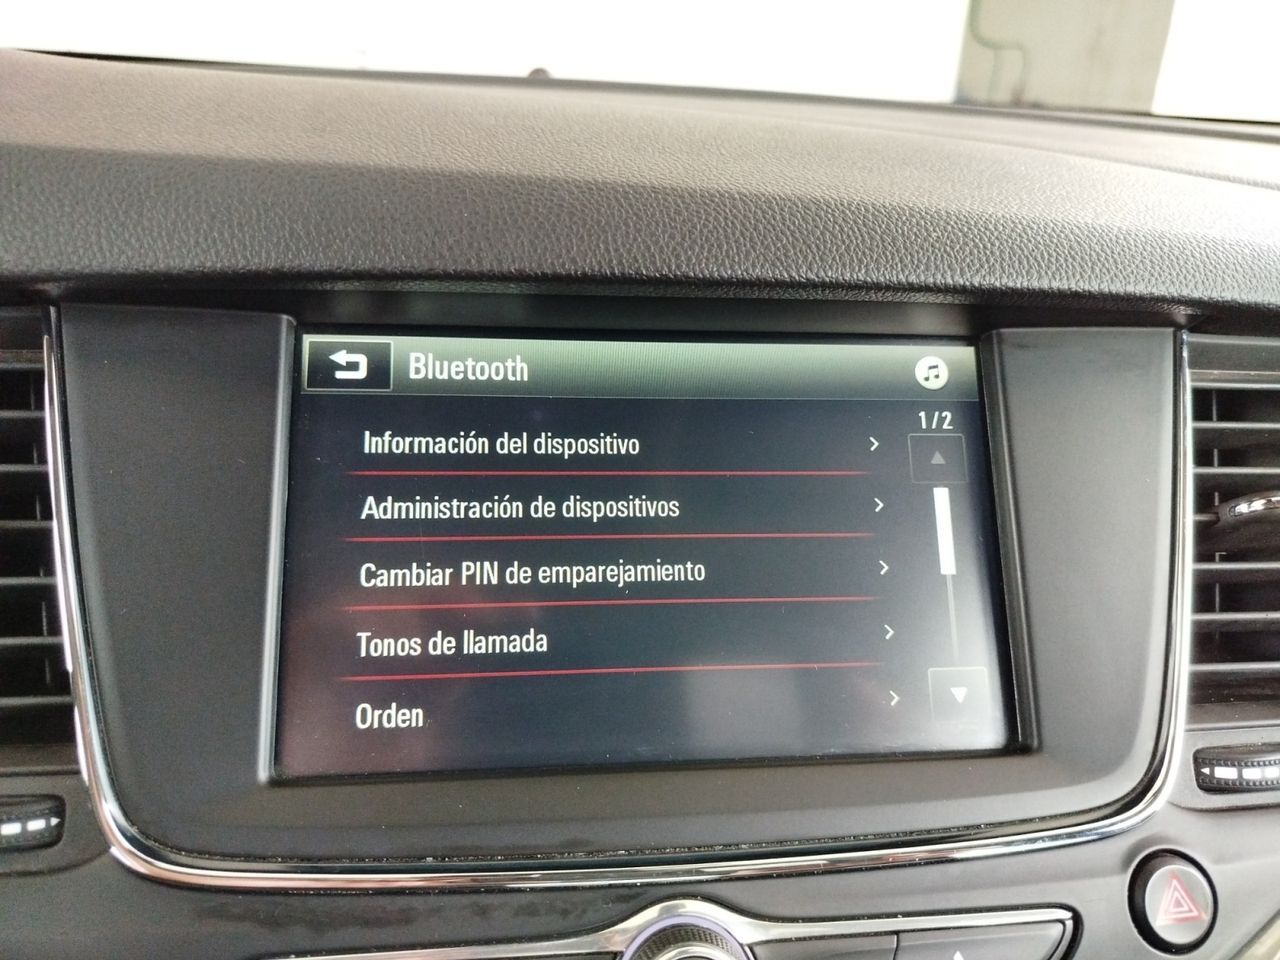 Bluetooth
1/2
Información del dispositivo
Administración de dispositivos
Cambiar PIN de emparejamiento
Tonos de llamada
Orden